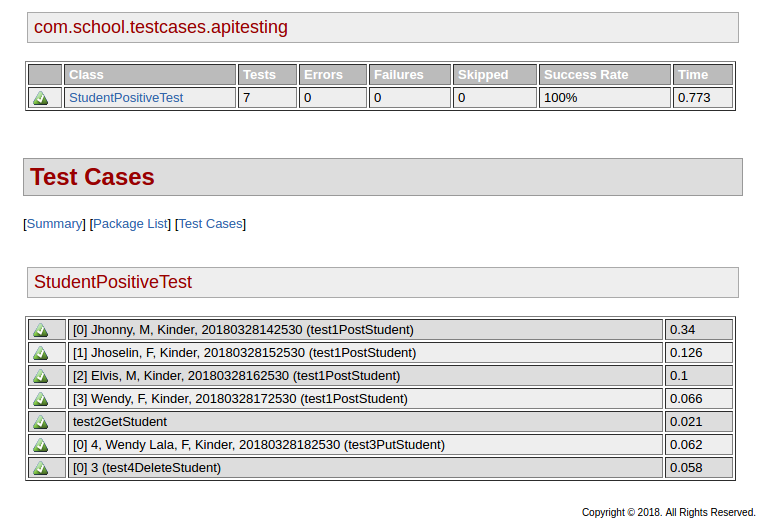 com.school.testcases.apitesting
Class Tests Errors Failures Skipped Success Rate Time
StudentPositiveTest 7 0 0 0 100% 0.773
Test Cases
[Summary] [Package List] [Test Cases]
StudentPositiveTest
[0] Jhonny, M, Kinder, 20180328142530 (test1PostStudent) 0.34
[1] Jhoselin, F, Kinder, 20180328152530 (test1PostStudent) 0.126
[2] Elvis, M, Kinder, 20180328162530 (test1PostStudent) 0.1
[3] Wendy, F, Kinder, 20180328172530 (test1PostStudent) 0.066
test2GetStudent 0.021
[0] 4, Wendy Lala, F, Kinder, 20180328182530 (test3PutStudent) 0.062
[0] 3 (test4DeleteStudent) 0.058
Copyright © 2018. All Rights Reserved.